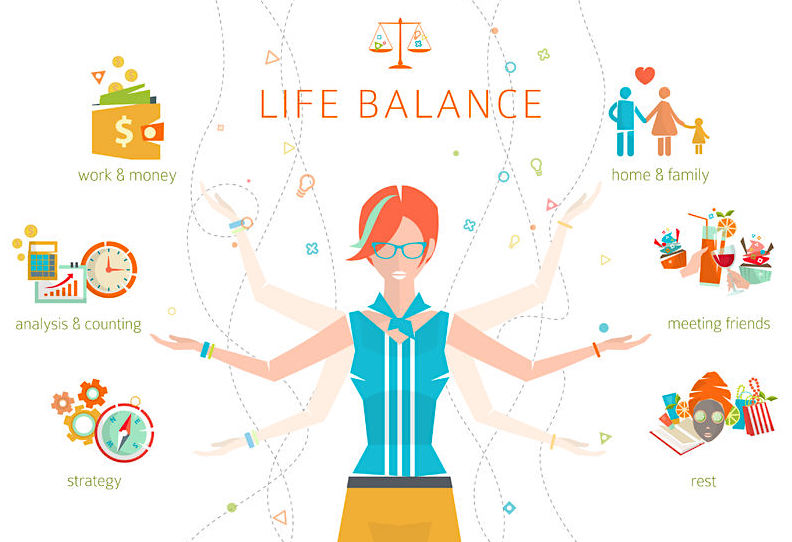 LIFE BALANCE
$
work & money
home & family
analysis & counting
meeting friends
N
E
S
W
strategy
rest